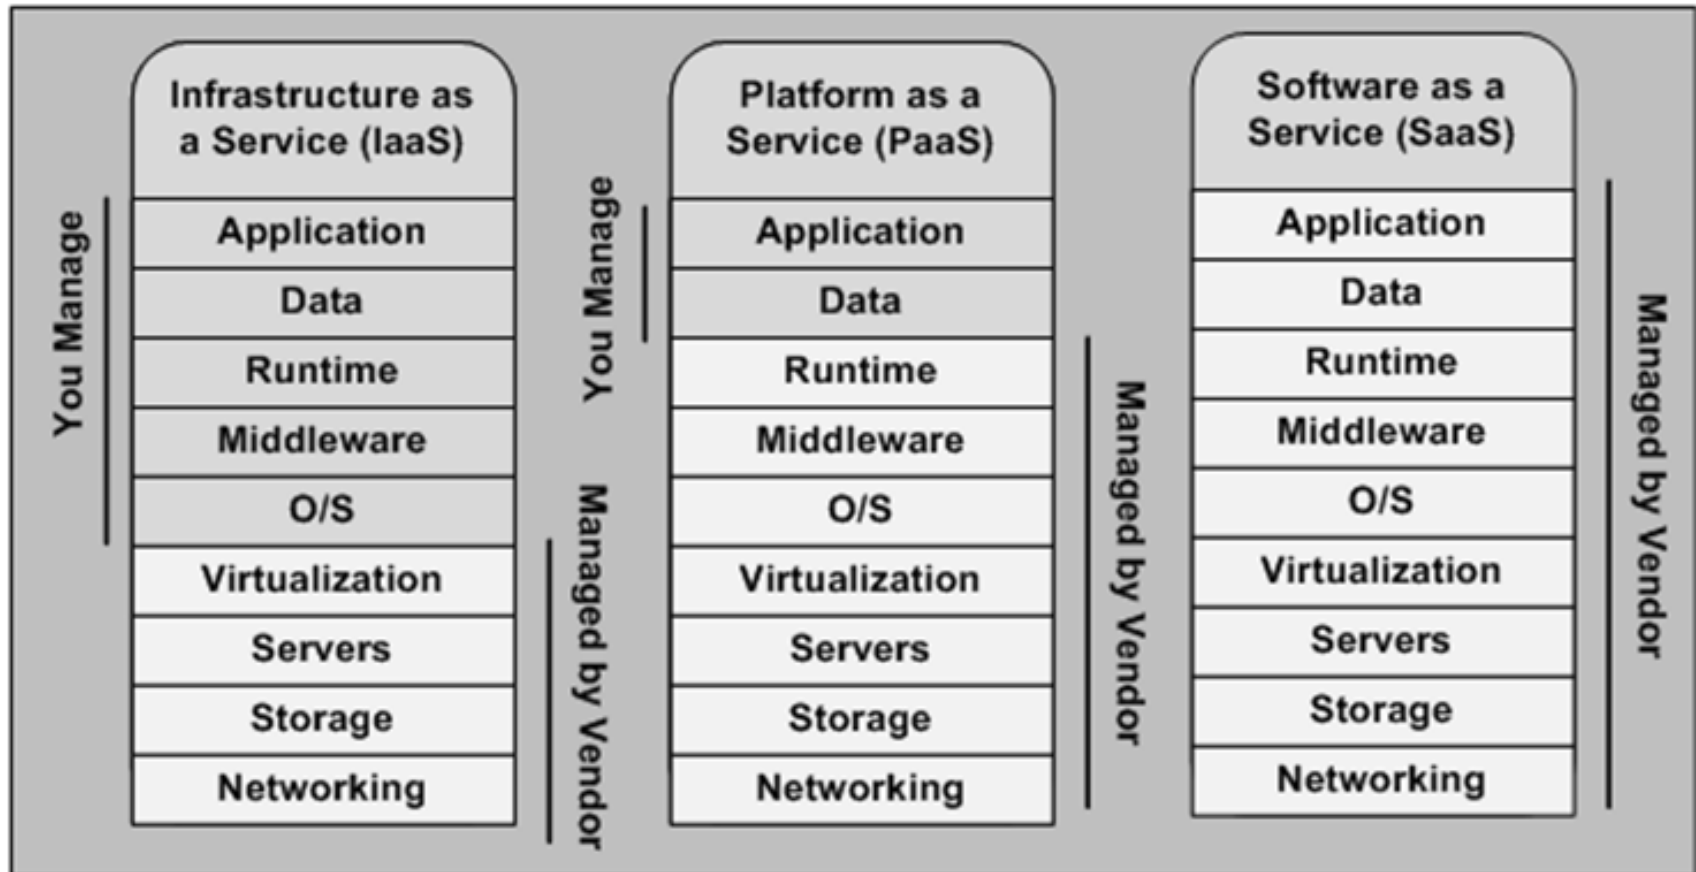 Infrastructure as
a Service (IaaS)
You Manage
Application
Data
Runtime
Middleware
O/S
Virtualization
Servers
Storage
Networking
Managed by Vendor
Platform as a
Service (PaaS)
You Manage
Application
Data
Runtime
Middleware
O/S
Virtualization
Servers
Storage
Networking
Managed by Vendor
Software as a
Service (SaaS)
Application
Data
Runtime
Middleware
O/S
Virtualization
Servers
Storage
Networking
Managed by Vendor